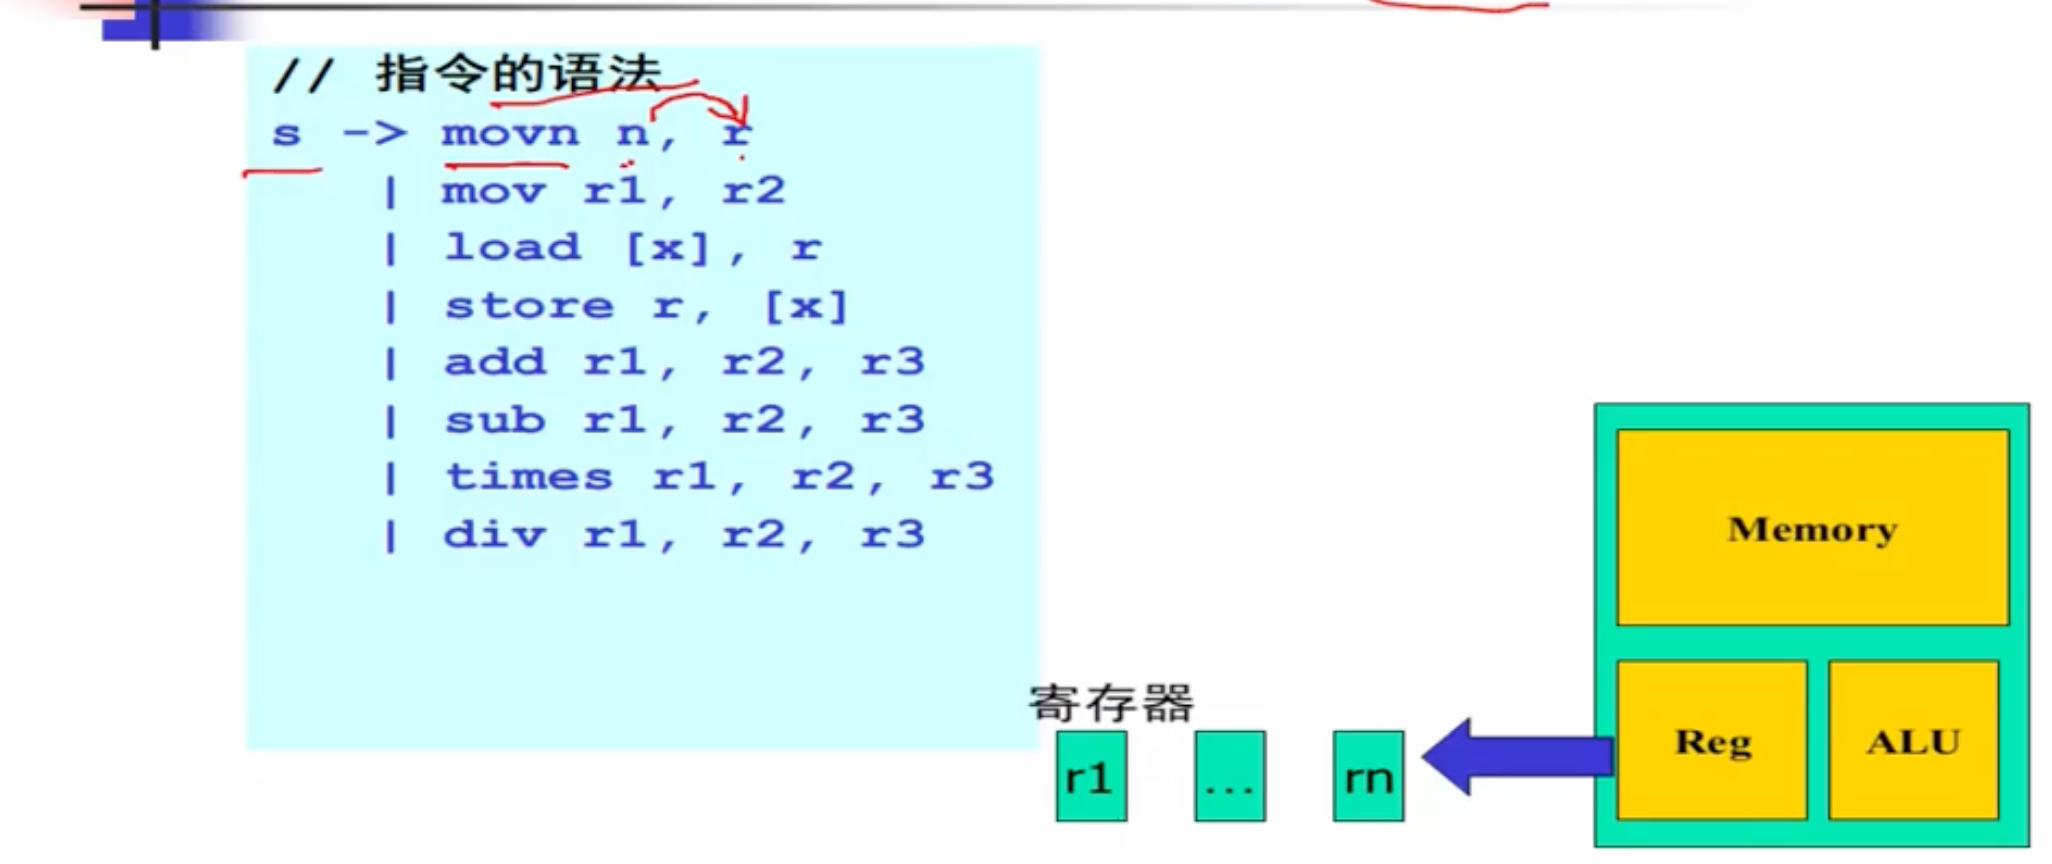 // 指令的语法
s -> movn n, r
| mov r1, r2
| load [x], r
| store r, [x]
| add r1, r2, r3
| sub r1, r2, r3
| times r1, r2, r3
| div r1, r2, r3
寄存器
r1 ... rn
Memory
Reg ALU